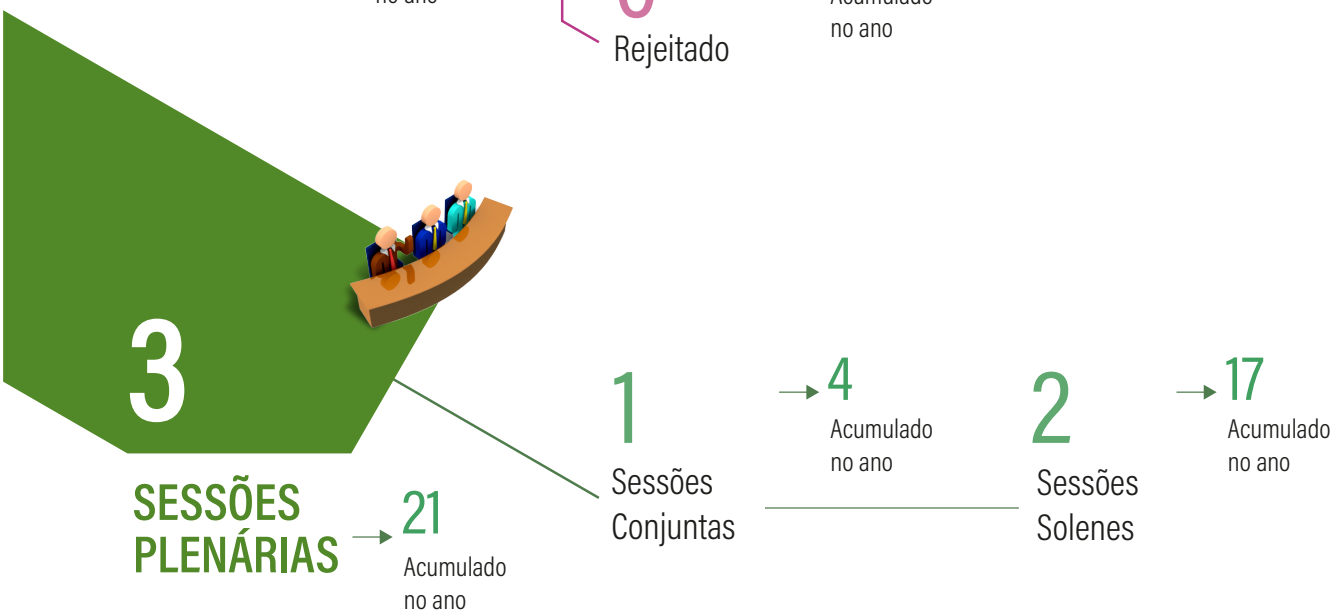 no ano
Rejeitado
Acumulado
no ano
3
SESSÕES
PLENÁRIAS
21
Acumulado
no ano
1
Sessões
Conjuntas
4
Acumulado
no ano
2
Sessões
Solenes
17
Acumulado
no ano